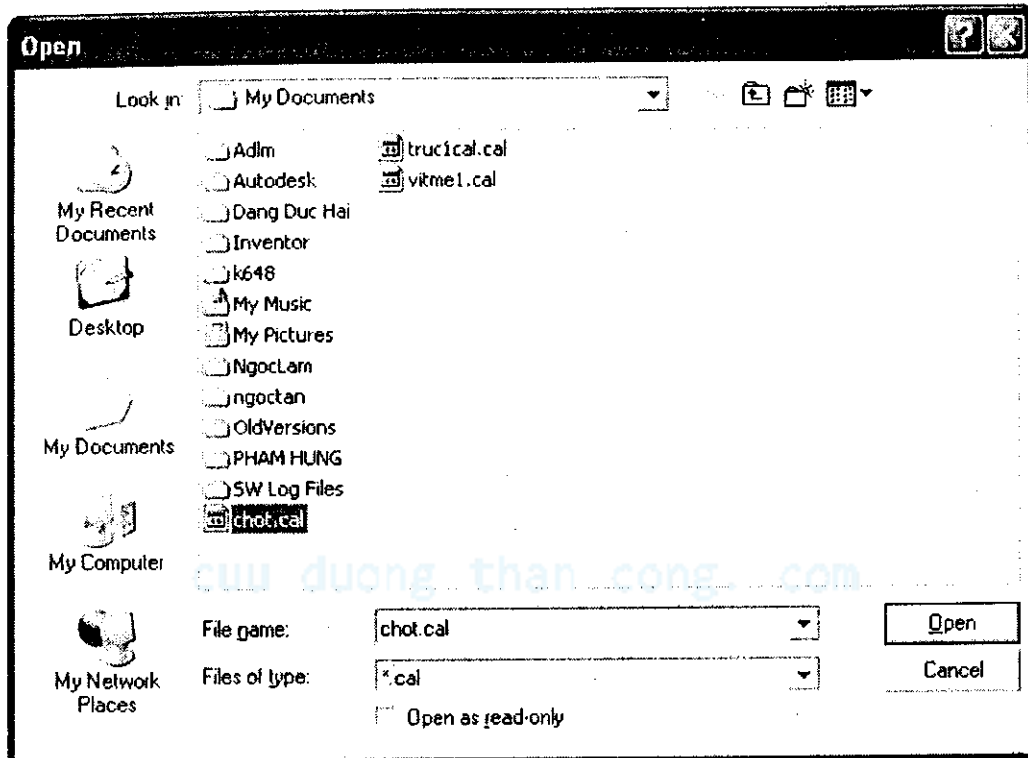 Open
Look in: My Documents
My Recent
Documents
Desktop
My Documents
My Computer
My Network
Places
Adlm
Autodesk
Dang Duc Hai
Inventor
k648
My Music
My Pictures
NgocLam
ngoctan
OldVersions
PHAM HUNG
SW Log Files
chot.cal
truc1cal.cal
vitme1.cal
cuu duong than cong. com
File name: chot.cal Open
Files of type: *.cal Cancel
Open as read-only